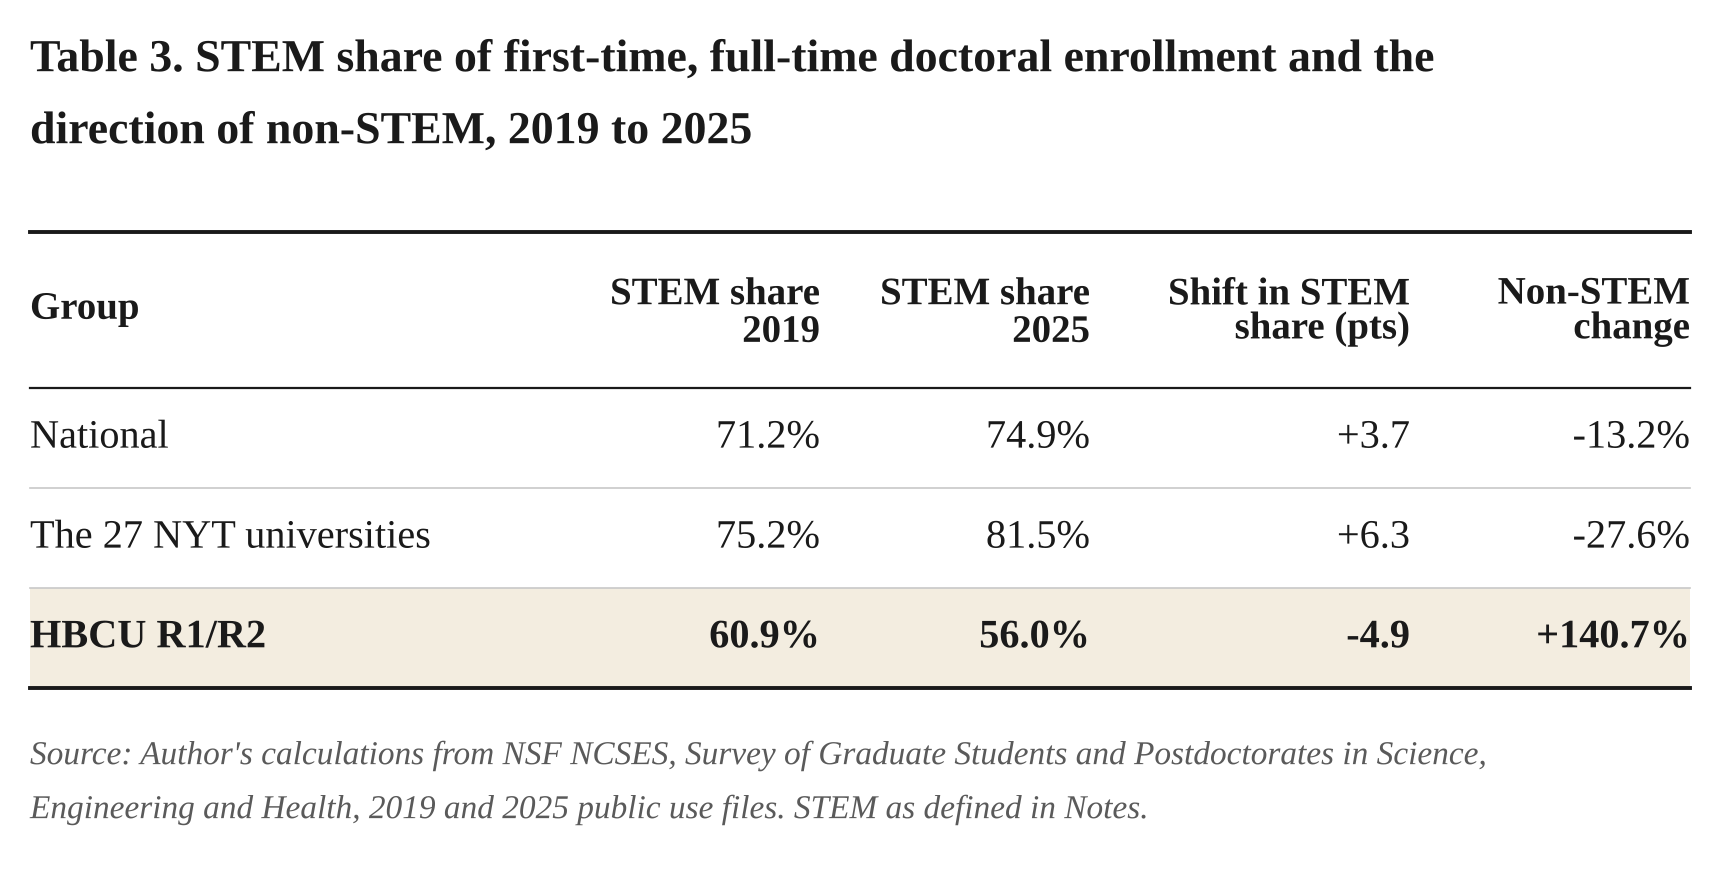 Table 3. STEM share of first-time, full-time doctoral enrollment and the
direction of non-STEM, 2019 to 2025
Group STEM share 2019 STEM share 2025 Shift in STEM share (pts) Non-STEM change
National 71.2% 74.9% +3.7 -13.2%
The 27 NYT universities 75.2% 81.5% +6.3 -27.6%
HBCU R1/R2 60.9% 56.0% -4.9 +140.7%
Source: Author's calculations from NSF NCSES, Survey of Graduate Students and Postdoctorates in Science,
Engineering and Health, 2019 and 2025 public use files. STEM as defined in Notes.